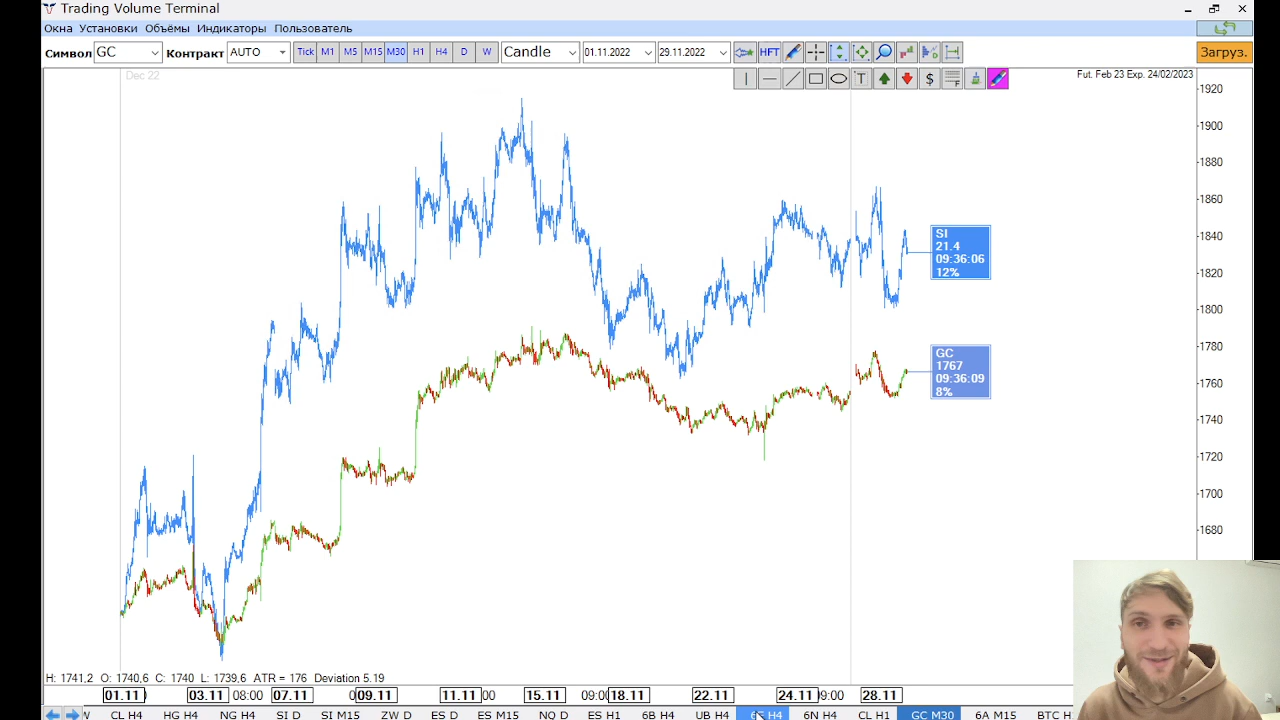 Trading Volume Terminal
Окна Установки Объёмы Индикаторы Пользователь
Символ GC Контракт AUTO Tick M1 M5 M15 M30 H1 H4 D W Candle 01.11.2022 29.11.2022 HFT Загруз.
T $ F
Dec 22
Fut. Feb 23 Exp. 24/02/2023
1920
1900
1880
1860
1840
1820
1800
1780
1760
1740
1720
1700
1680
SI
21.4
09:36:06
12%
GC
1767
09:36:09
8%
H: 1741,2 O: 1740,6 C: 1740 L: 1739,6 ATR = 176 Deviation 5.19
01.11 03.11 08:00 07.11 09.11 11.11 15.11 18.11 22.11 24.11 28.11
CL H4 HG H4 NG H4 SI D SI M15 ZW D ES D ES M15 NQ D ES H1 6B H4 UB H4 H4 6N H4 CL H1 GC M30 6A M15 BTC